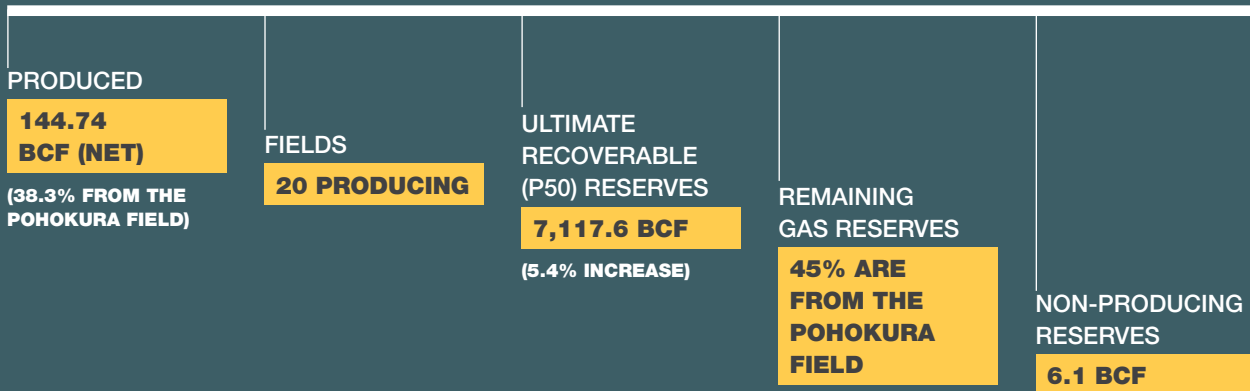 PRODUCED
144.74
BCF (NET)
(38.3% FROM THE
POHOKURA FIELD)
FIELDS
20 PRODUCING
ULTIMATE
RECOVERABLE
(P50) RESERVES
7,117.6 BCF
(5.4% INCREASE)
REMAINING
GAS RESERVES
45% ARE
FROM THE
POHOKURA
FIELD
NON-PRODUCING
RESERVES
6.1 BCF